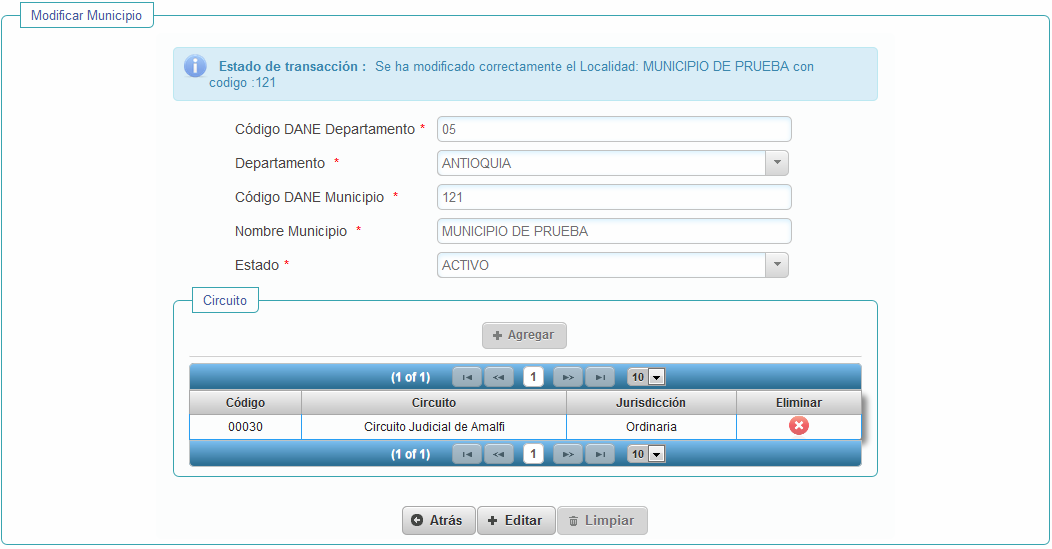 Modificar Municipio
Estado de transacción : Se ha modificado correctamente el Localidad: MUNICIPIO DE PRUEBA con
codigo :121
Código DANE Departamento * 05
Departamento * ANTIOQUIA
Código DANE Municipio * 121
Nombre Municipio * MUNICIPIO DE PRUEBA
Estado * ACTIVO
Circuito
Agregar
(1 of 1) 1 10
Código Circuito Jurisdicción Eliminar
00030 Circuito Judicial de Amalfi Ordinaria
(1 of 1) 1 10
Atrás Editar Limpiar